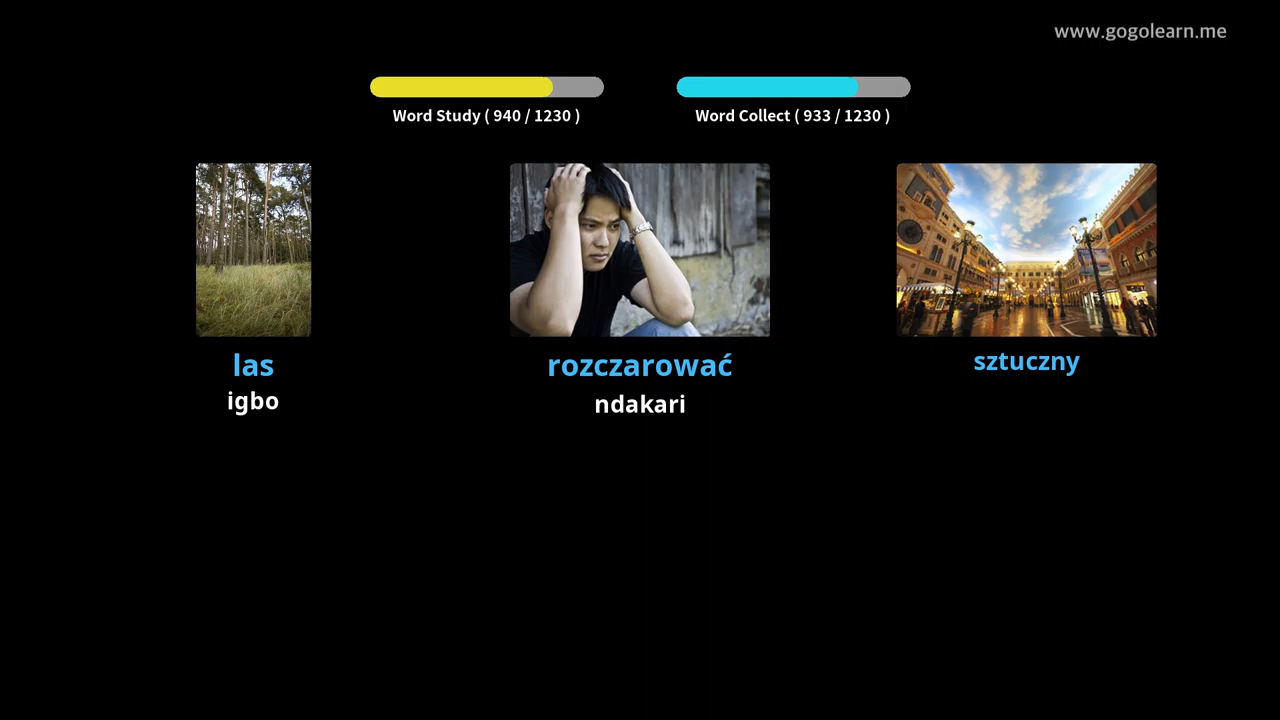 www.gogolearn.me
Word Study ( 940 / 1230 )
Word Collect ( 933 / 1230 )
las
igbo
rozczarować
ndakari
sztuczny